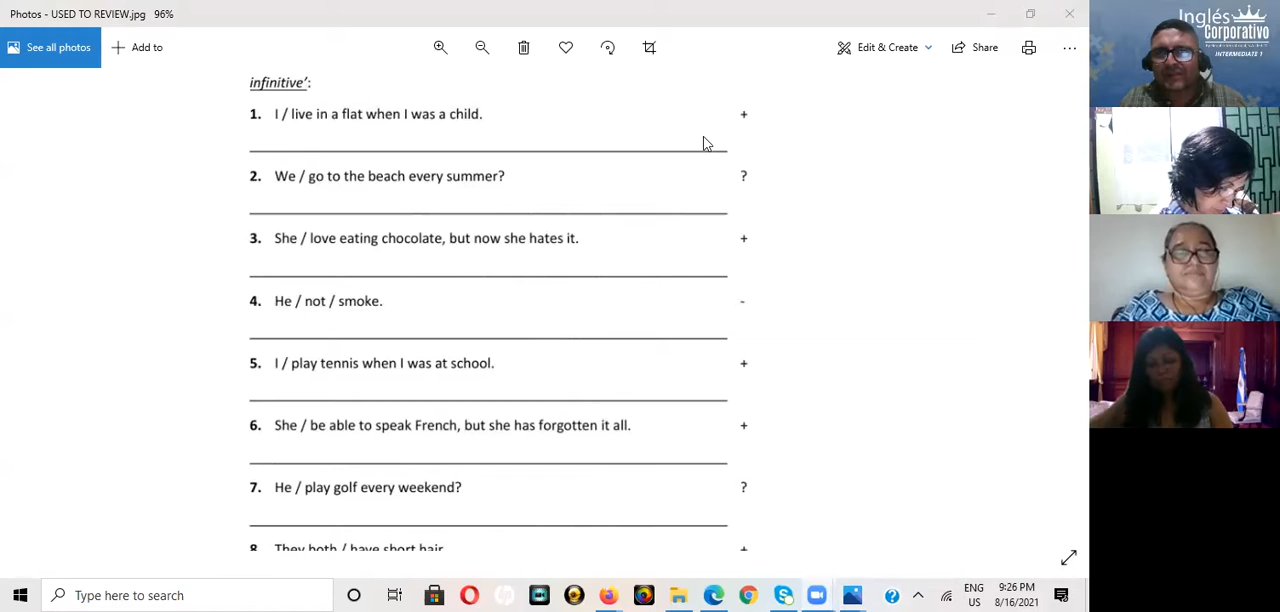 Photos - USED TO REVIEW.jpg 96%
See all photos
Add to
Edit & Create
Share
Inglés
Corporativo
INTERMEDIATE 1
infinitive':
1. I / live in a flat when I was a child. +
2. We / go to the beach every summer? ?
3. She / love eating chocolate, but now she hates it. +
4. He / not / smoke. -
5. I / play tennis when I was at school. +
6. She / be able to speak French, but she has forgotten it all. +
7. He / play golf every weekend? ?
8. They both / have short hair. +
Type here to search
ENG
US
9:26 PM
8/16/2021